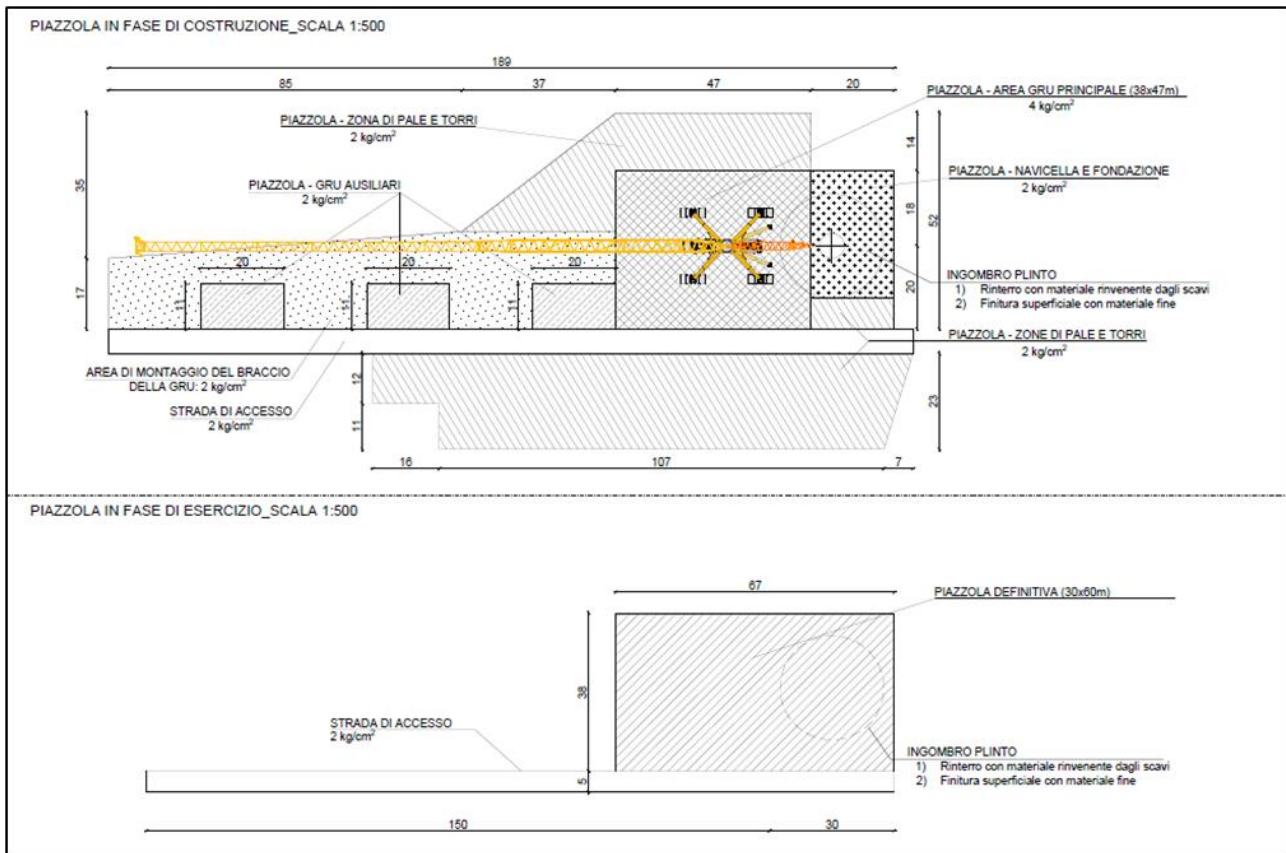 PIAZZOLA IN FASE DI COSTRUZIONE_SCALA 1:500
189
85
37
47
20
PIAZZOLA - AREA GRU PRINCIPALE (38x47m)
4 kg/cm²
PIAZZOLA - ZONA DI PALE E TORRI
2 kg/cm²
14
35
PIAZZOLA - GRU AUSILIARI
2 kg/cm²
PIAZZOLA - NAVICELLA E FONDAZIONE
2 kg/cm²
18
52
20
20
20
INGOMBRO PLINTO
1) Rinterro con materiale rinvenente dagli scavi
2) Finitura superficiale con materiale fine
17
11
11
11
20
PIAZZOLA - ZONE DI PALE E TORRI
2 kg/cm²
AREA DI MONTAGGIO DEL BRACCIO
DELLA GRU: 2 kg/cm²
STRADA DI ACCESSO
2 kg/cm²
12
11
23
16
107
7
PIAZZOLA IN FASE DI ESERCIZIO_SCALA 1:500
67
PIAZZOLA DEFINITIVA (30x60m)
38
STRADA DI ACCESSO
2 kg/cm²
INGOMBRO PLINTO
1) Rinterro con materiale rinvenente dagli scavi
2) Finitura superficiale con materiale fine
5
150
30